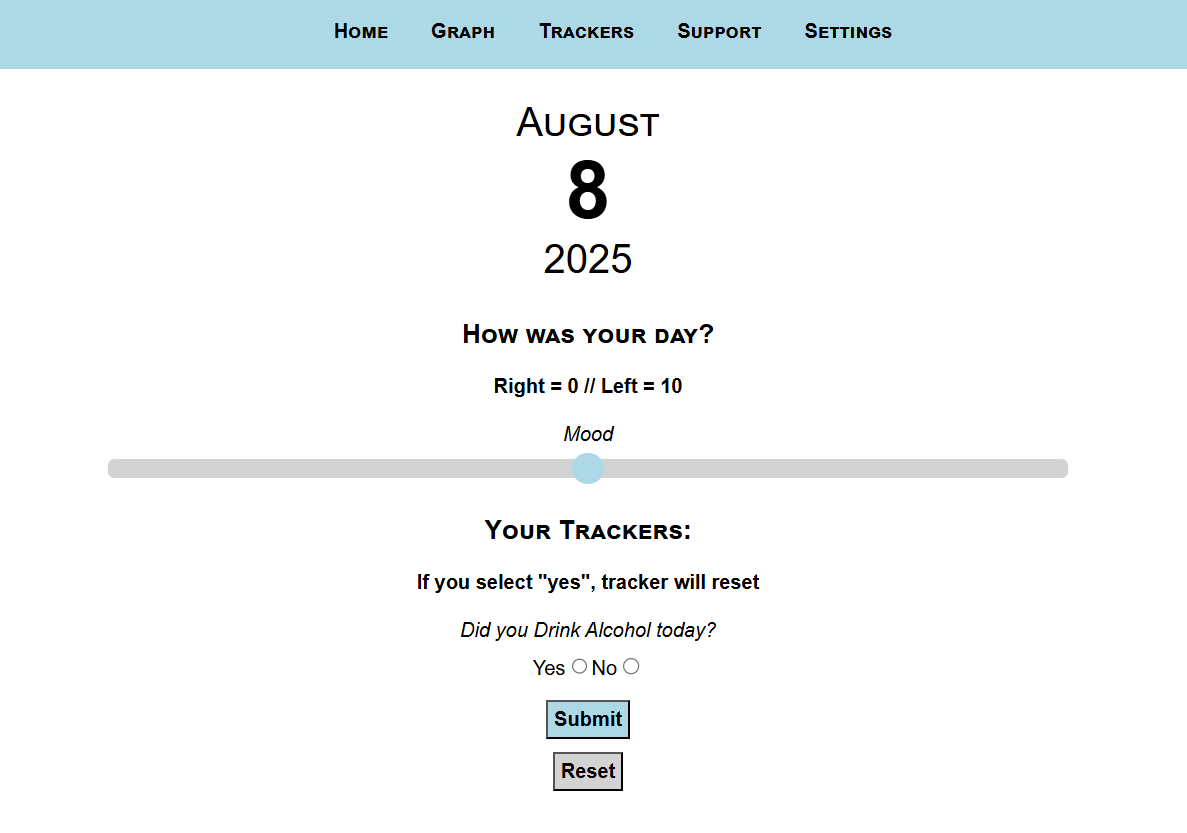 Home Graph Trackers Support Settings
August
8
2025
How was your day?
Right = 0 // Left = 10
Mood
Your Trackers:
If you select "yes", tracker will reset
Did you Drink Alcohol today?
Yes No
Submit
Reset